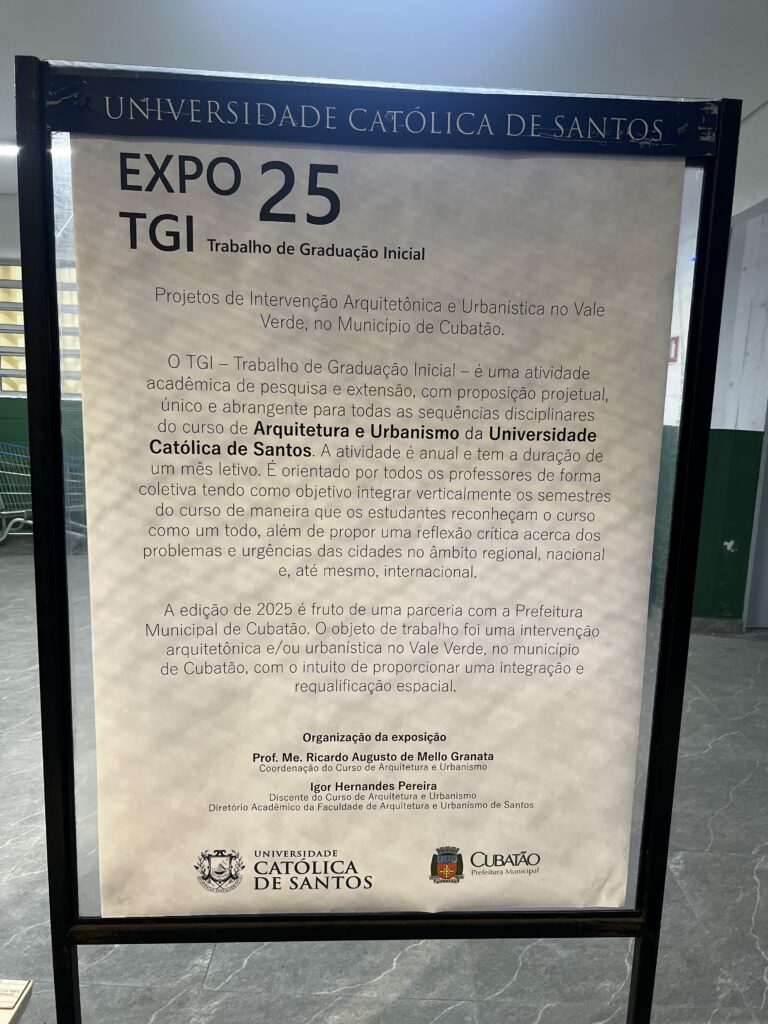 UNIVERSIDADE CATÓLICA DE SANTOS
EXPO 25
TGI Trabalho de Graduação Inicial
Projetos de Intervenção Arquitetônica e Urbanística no Vale
Verde, no Município de Cubatão.
O TGI – Trabalho de Graduação Inicial – é uma atividade
acadêmica de pesquisa e extensão, com proposição projetual,
único e abrangente para todas as sequências disciplinares
do curso de Arquitetura e Urbanismo da Universidade
Católica de Santos. A atividade é anual e tem a duração de
um mês letivo. É orientado por todos os professores de forma
coletiva tendo como objetivo integrar verticalmente os semestres
do curso de maneira que os estudantes reconheçam o curso
como um todo, além de propor uma reflexão crítica acerca dos
problemas e urgências das cidades no âmbito regional, nacional
e, até mesmo, internacional.
A edição de 2025 é fruto de uma parceria com a Prefeitura
Municipal de Cubatão. O objeto de trabalho foi uma intervenção
arquitetônica e/ou urbanística no Vale Verde, no município
de Cubatão, com o intuito de proporcionar uma integração e
requalificação espacial.
Organização da exposição
Prof. Me. Ricardo Augusto de Mello Granata
Coordenação do Curso de Arquitetura e Urbanismo
Igor Hernandes Pereira
Discente do Curso de Arquitetura e Urbanismo
Diretório Acadêmico da Faculdade de Arquitetura e Urbanismo de Santos
UNIVERSIDADE
CATÓLICA
DE SANTOS
CUBATÃO
Prefeitura Municipal